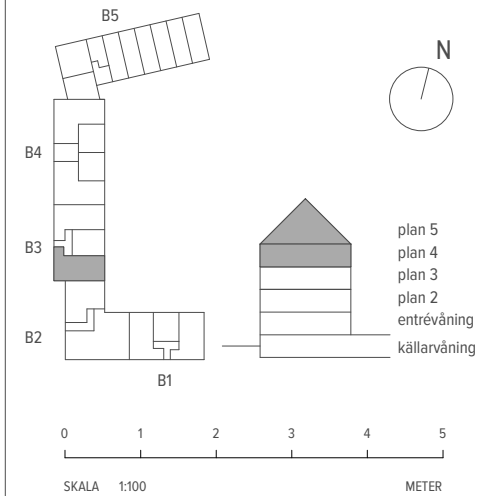 B5
N
B4
plan 5
B3
plan 4
plan 3
plan 2
entrévåning
B2
källarvåning
B1
0 1 2 3 4 5
SKALA 1:100 METER